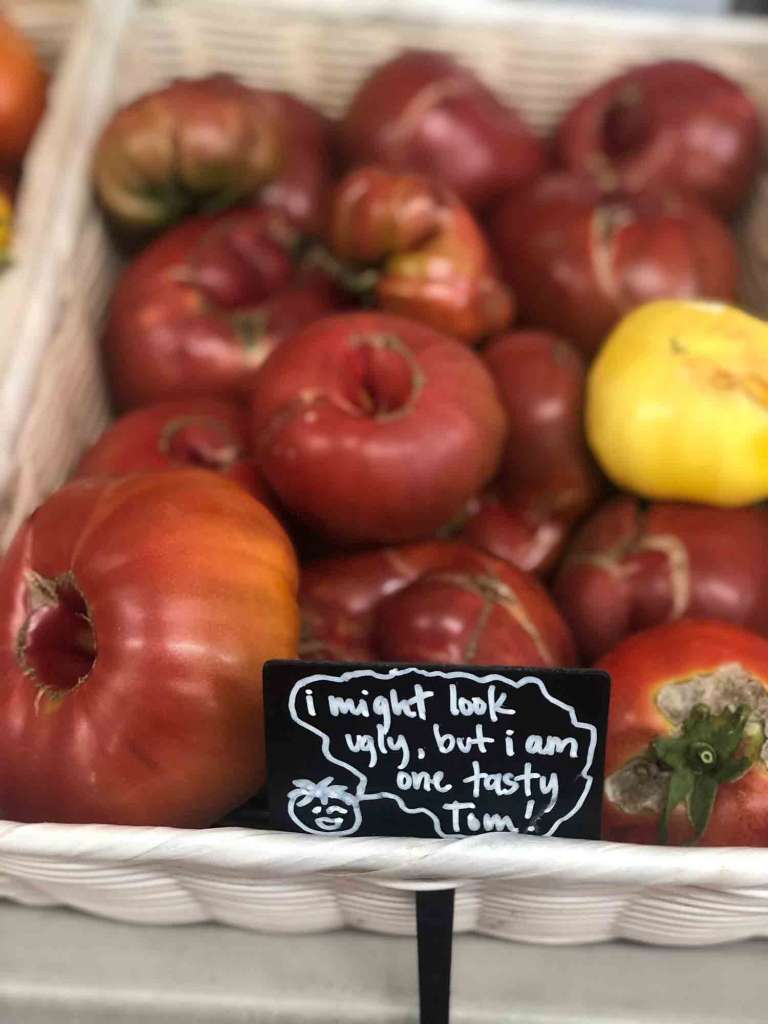 i might look
ugly, but i am
one tasty
Tom!